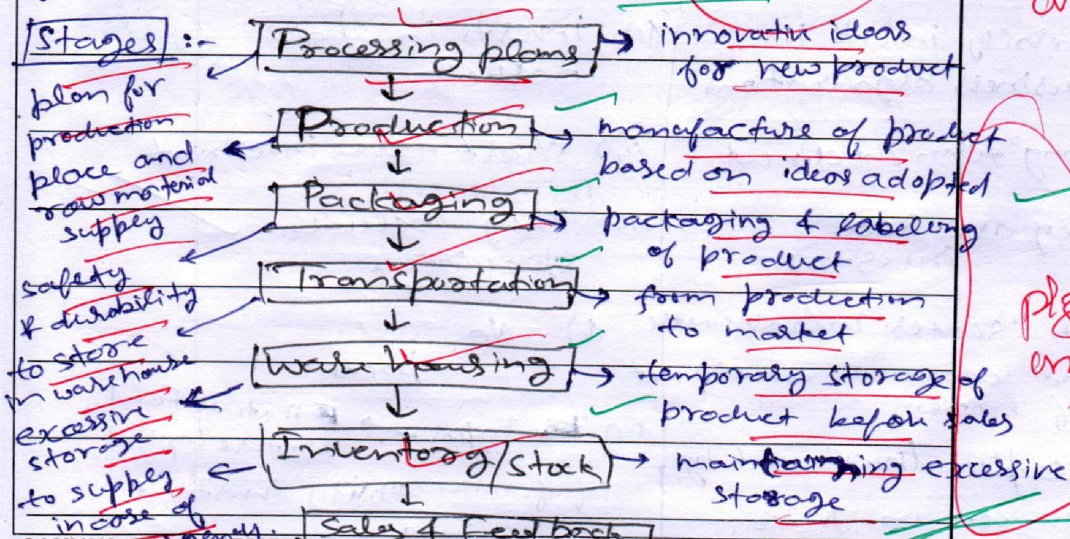 Stages :-
Processing plans → innovativ ideas
for new product
plan for
production
Production → manufacture of product
based on ideas adopted
place and
raw material
supply
Packaging → packaging & labeling
of product
safety
& durability
Transportation → from production
to market
to store
in warehouse
Ware housing → temporary storage of
product before sales
excessive
storage
Inventory/Stock → maintaining excessive
storage
to supply
incase of
Sales & Feedback